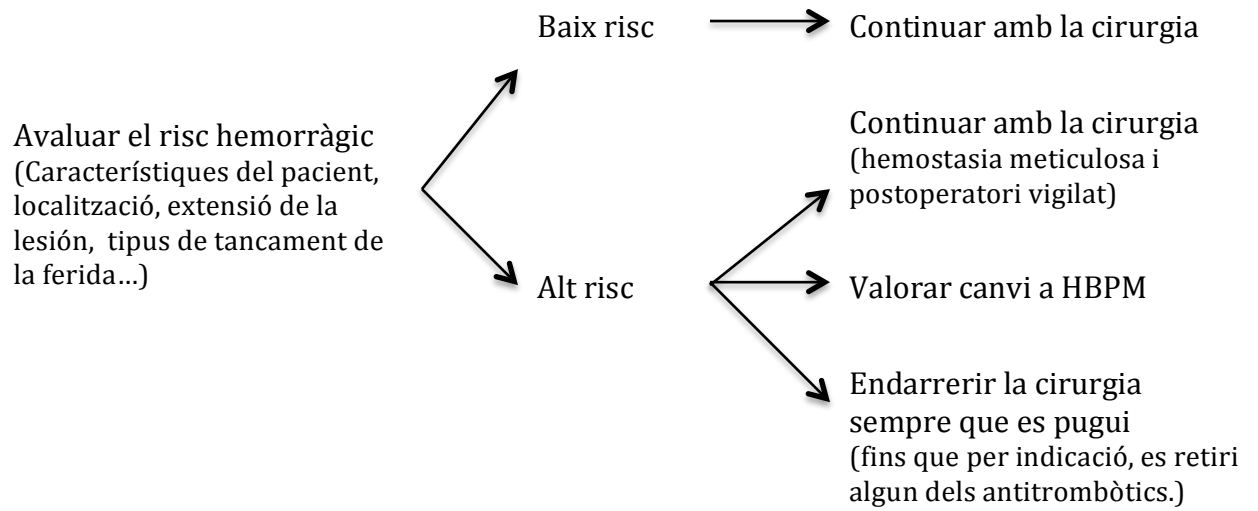 Baix risc
Continuar amb la cirurgia
Avaluar el risc hemorràgic
(Característiques del pacient,
localització, extensió de la
lesión, tipus de tancament de
la ferida...)
Continuar amb la cirurgia
(hemostasia meticulosa i
postoperatori vigilat)
Alt risc
Valorar canvi a HBPM
Endarrerir la cirurgia
sempre que es pugui
(fins que per indicació, es retiri
algun dels antitrombòtics.)